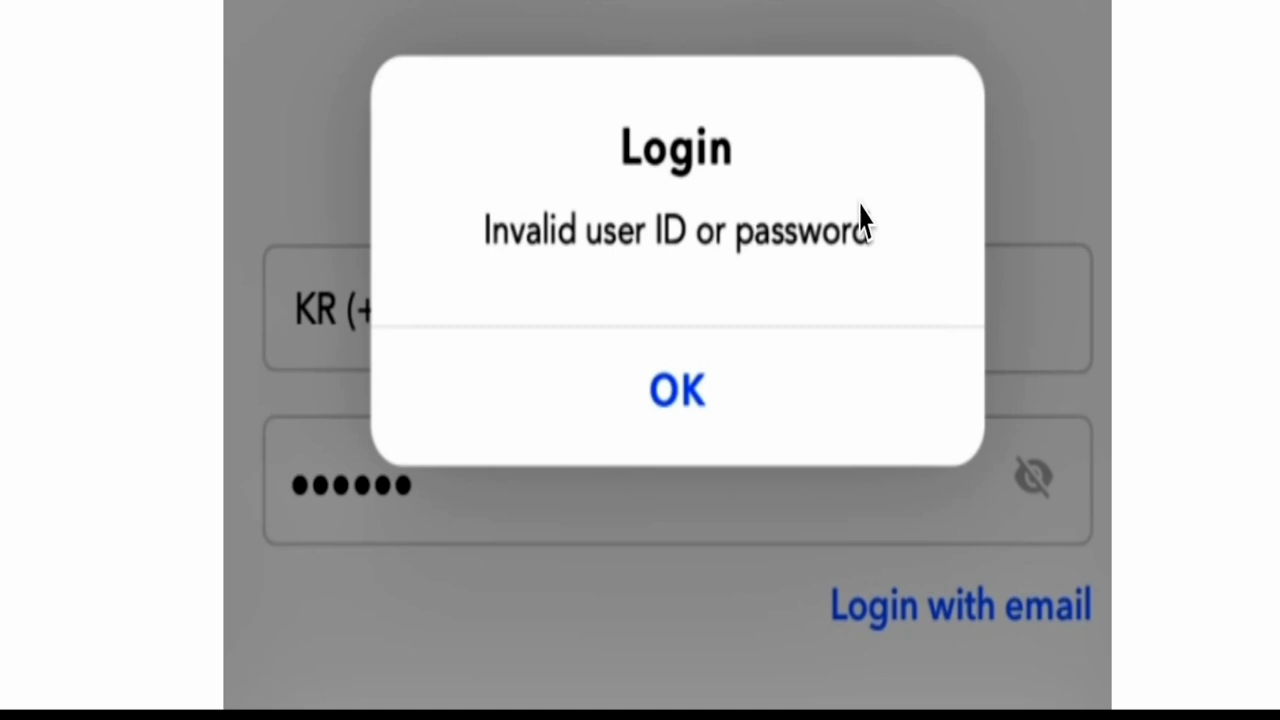 Login
Invalid user ID or password
KR (+
OK
••••••
Login with email